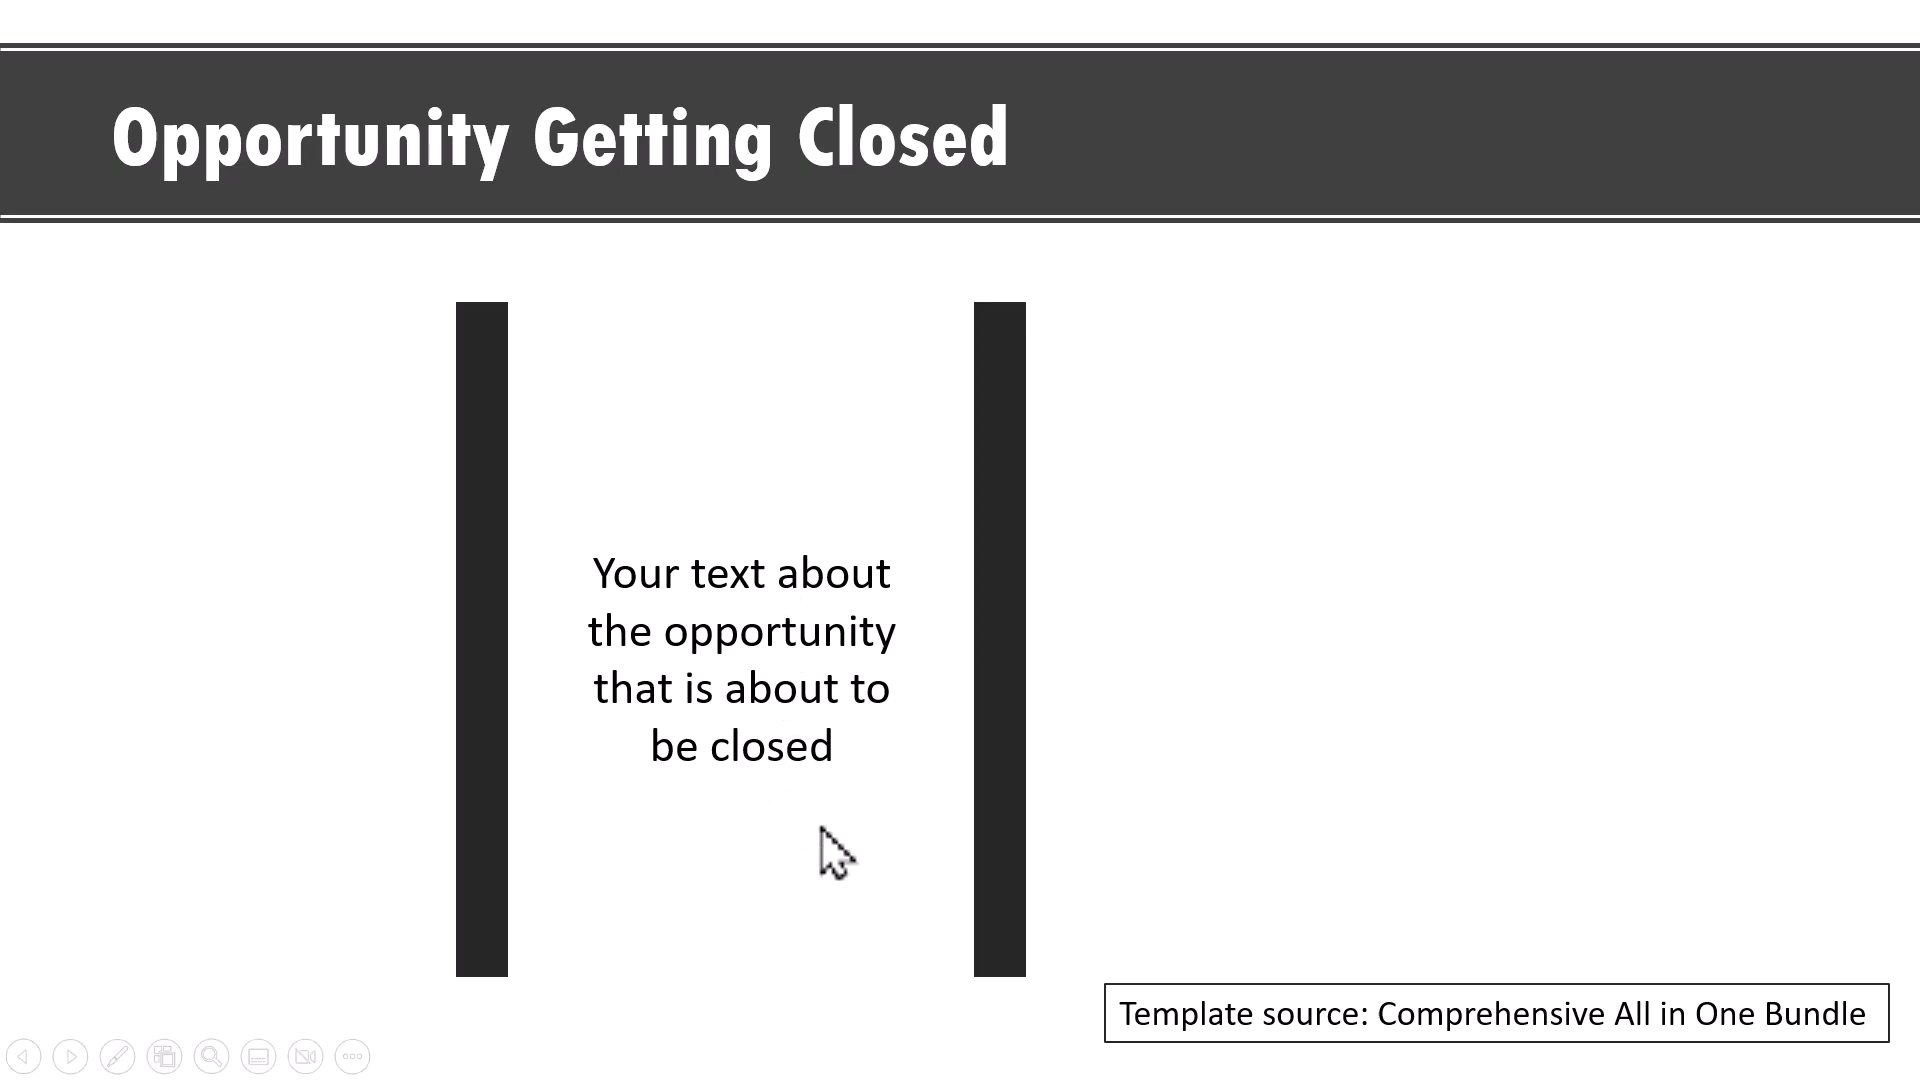 Opportunity Getting Closed
Your text about
the opportunity
that is about to
be closed
Template source: Comprehensive All in One Bundle